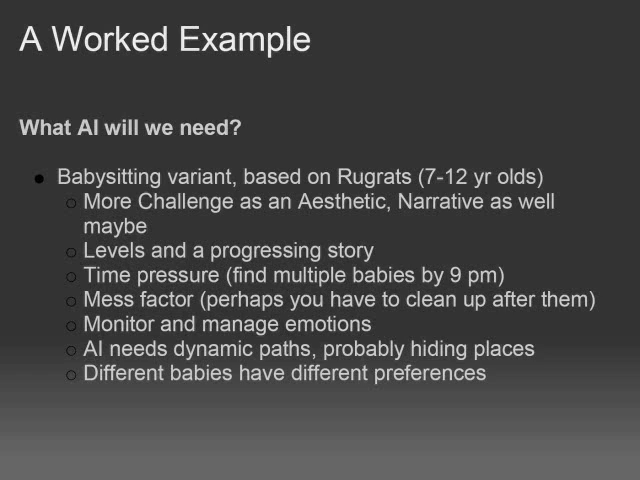 A Worked Example
What AI will we need?
Babysitting variant, based on Rugrats (7-12 yr olds)
More Challenge as an Aesthetic, Narrative as well
maybe
Levels and a progressing story
Time pressure (find multiple babies by 9 pm)
Mess factor (perhaps you have to clean up after them)
Monitor and manage emotions
AI needs dynamic paths, probably hiding places
Different babies have different preferences